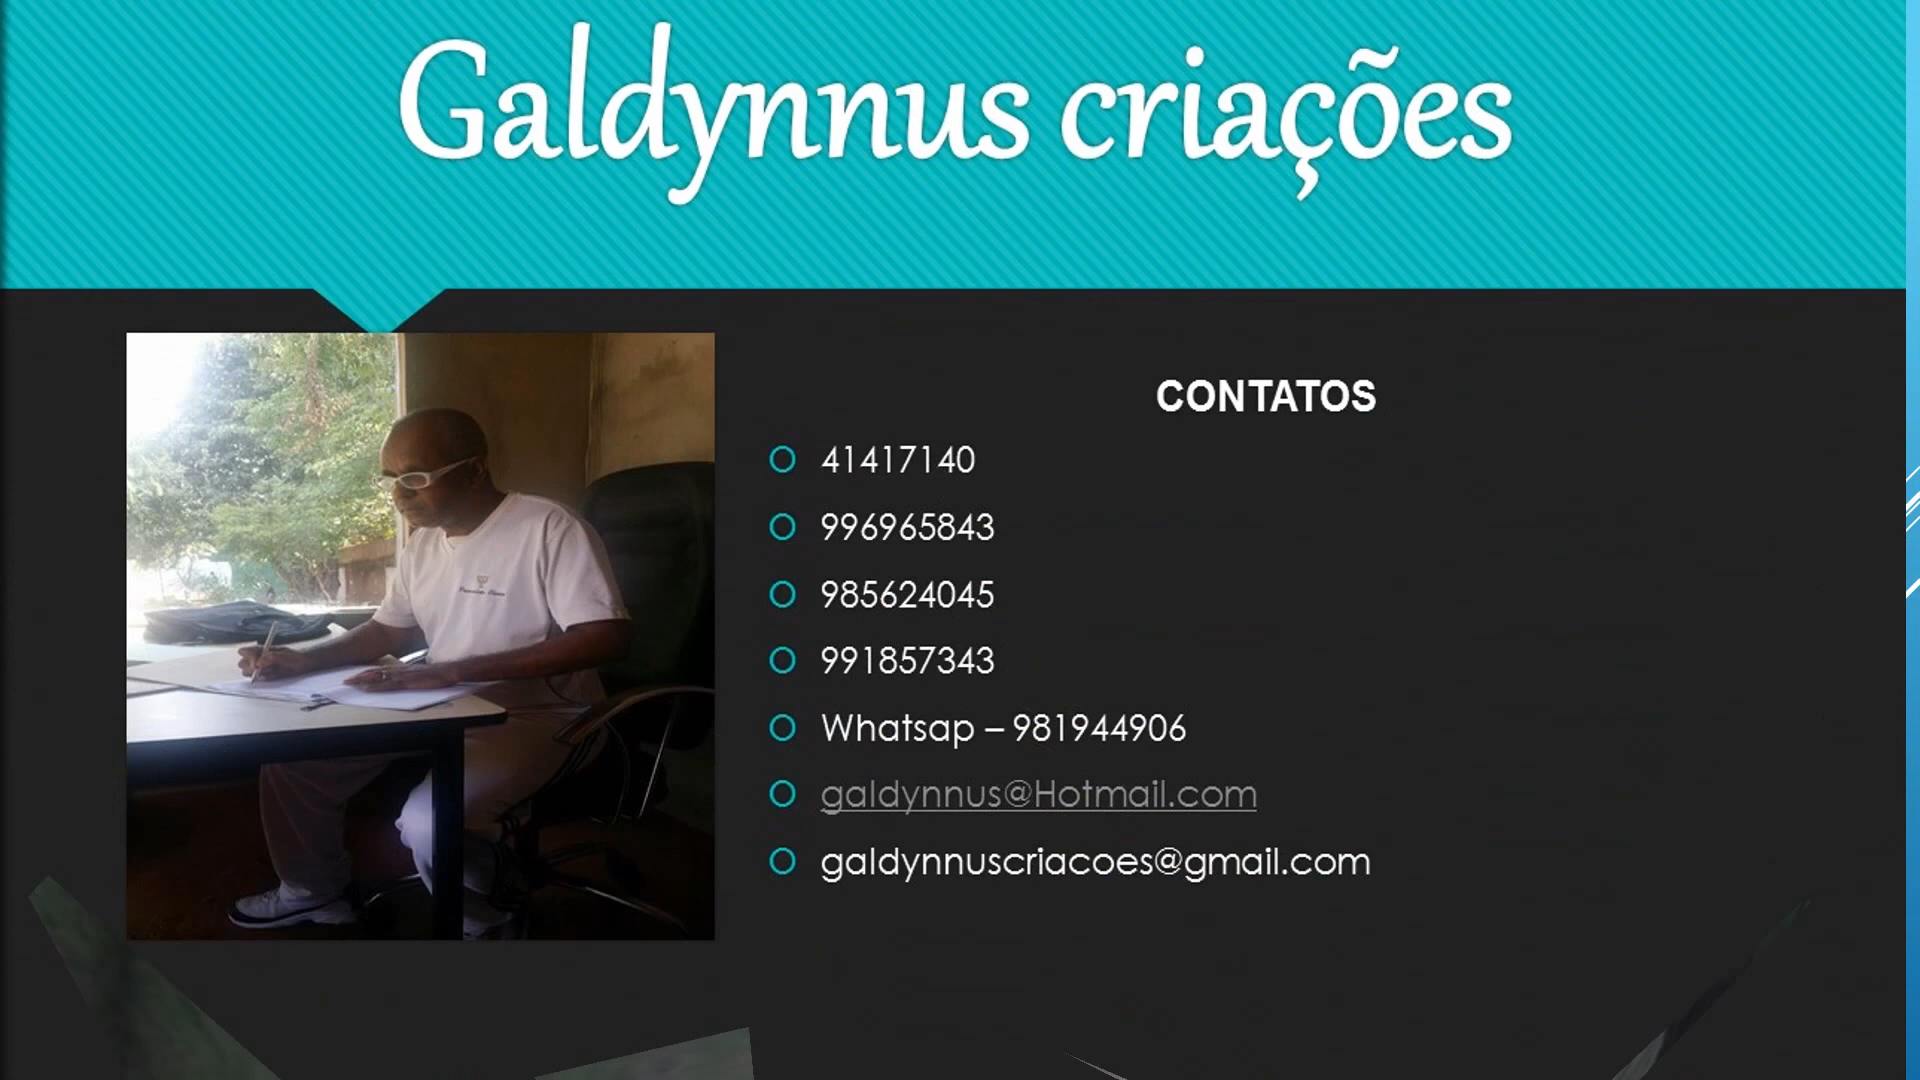 Galdynnus criações
CONTATOS
41417140
996965843
985624045
991857343
Whatsap – 981944906
galdynnus@Hotmail.com
galdynnuscriacoes@gmail.com